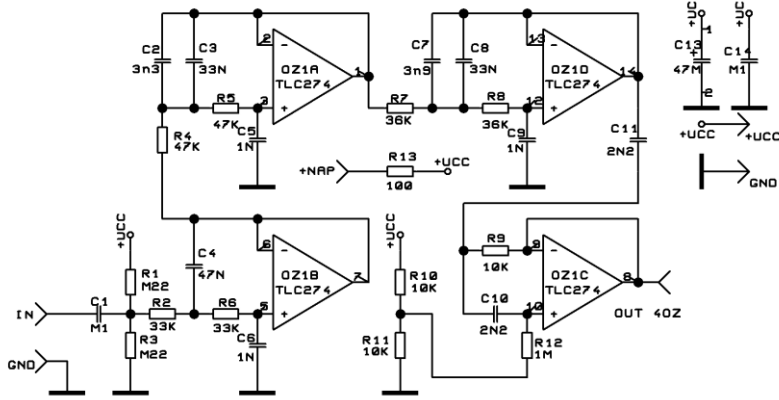 C2
3n3
C3
33N
2
3
OZ1A
TLC274
1
R5
47K
C5
1N
R4
47K
C7
3n9
C8
33N
13
12
OZ1D
TLC274
14
R7
36K
R8
36K
C9
1N
C11
2N2
+UCC
1
C13
+
47M
2
+UC
C14
M1
+UCC
+UCC
GND
+NAP
R13
100
+UCC
+UCC
R1
M22
IN
C1
M1
R2
33K
R3
M22
C4
47N
R6
33K
C6
1N
6
5
OZ1B
TLC274
7
GND
+UCC
R10
10K
R11
10K
R9
10K
C10
2N2
9
10
OZ1C
TLC274
8
R12
1M
OUT 40Z